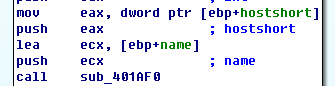 mov eax, dword ptr [ebp+hostshort]
push eax ; hostshort
lea ecx, [ebp+name]
push ecx ; name
call sub_401AF0